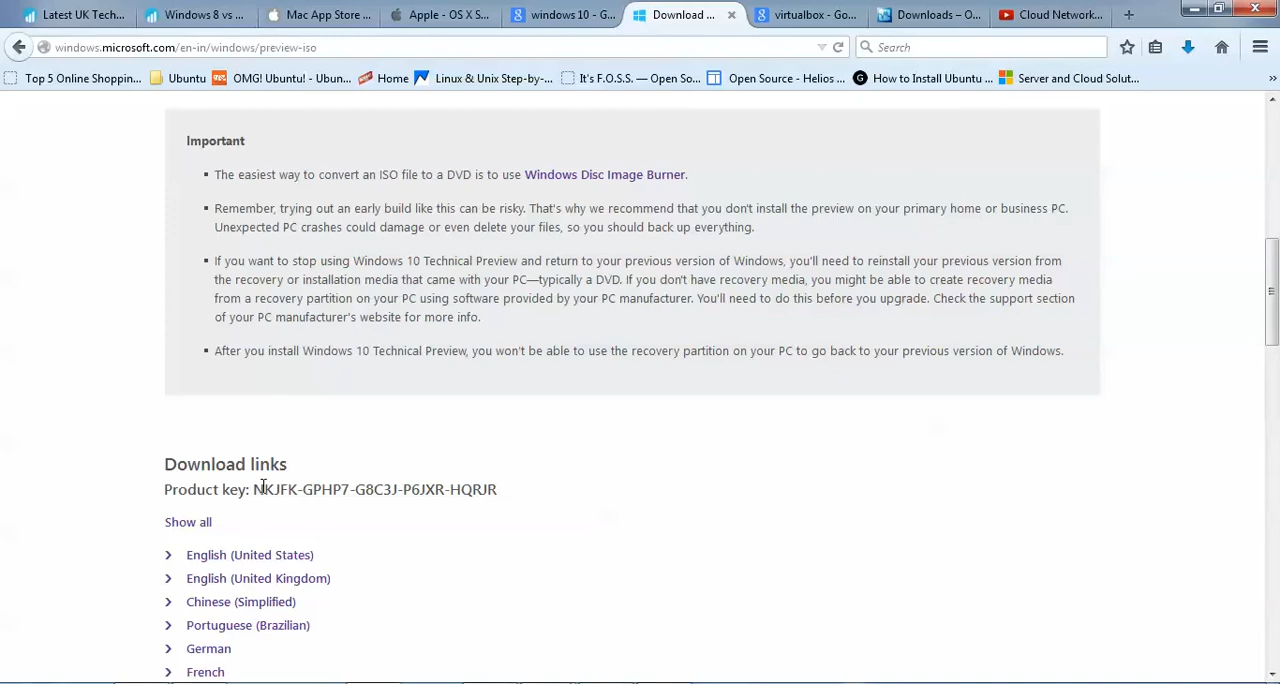 Latest UK Tech...
Windows 8 vs ...
Mac App Store ...
Apple - OS X S...
windows 10 - G...
Download ...
virtualbox - Go...
Downloads – O...
Cloud Network...
windows.microsoft.com/en-in/windows/preview-iso
Search
Top 5 Online Shoppin...
Ubuntu
OMG! Ubuntu! - Ubun...
Home
Linux & Unix Step-by-...
It's F.O.S.S. — Open So...
Open Source - Helios ...
How to Install Ubuntu ...
Server and Cloud Solut...
Important
The easiest way to convert an ISO file to a DVD is to use Windows Disc Image Burner.
Remember, trying out an early build like this can be risky. That's why we recommend that you don't install the preview on your primary home or business PC.
Unexpected PC crashes could damage or even delete your files, so you should back up everything.
If you want to stop using Windows 10 Technical Preview and return to your previous version of Windows, you'll need to reinstall your previous version from
the recovery or installation media that came with your PC—typically a DVD. If you don't have recovery media, you might be able to create recovery media
from a recovery partition on your PC using software provided by your PC manufacturer. You'll need to do this before you upgrade. Check the support section
of your PC manufacturer's website for more info.
After you install Windows 10 Technical Preview, you won't be able to use the recovery partition on your PC to go back to your previous version of Windows.
Download links
Product key: NKJFK-GPHP7-G8C3J-P6JXR-HQRJR
Show all
English (United States)
English (United Kingdom)
Chinese (Simplified)
Portuguese (Brazilian)
German
French